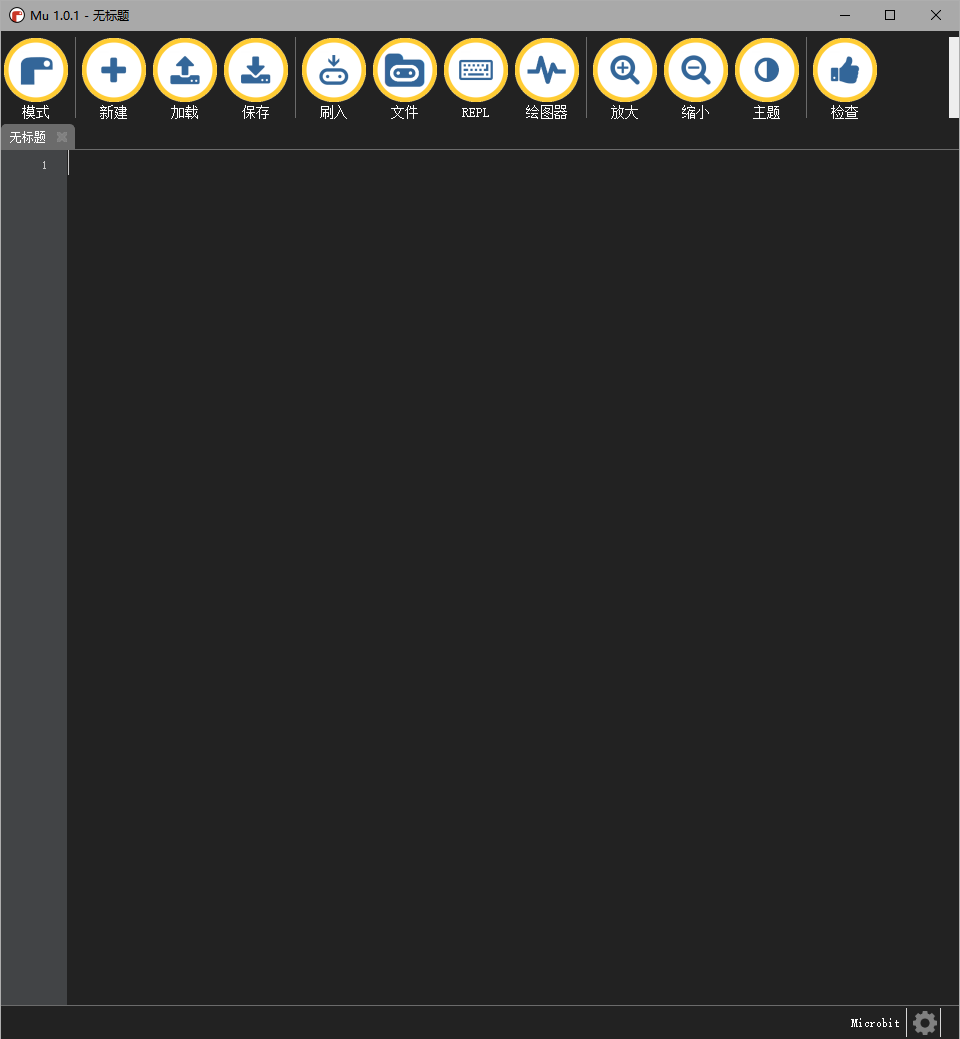 Mu 1.0.1 - 无标题
模式 新建 加载 保存 刷入 文件 REPL 绘图器 放大 缩小 主题 检查
无标题
1
Microbit